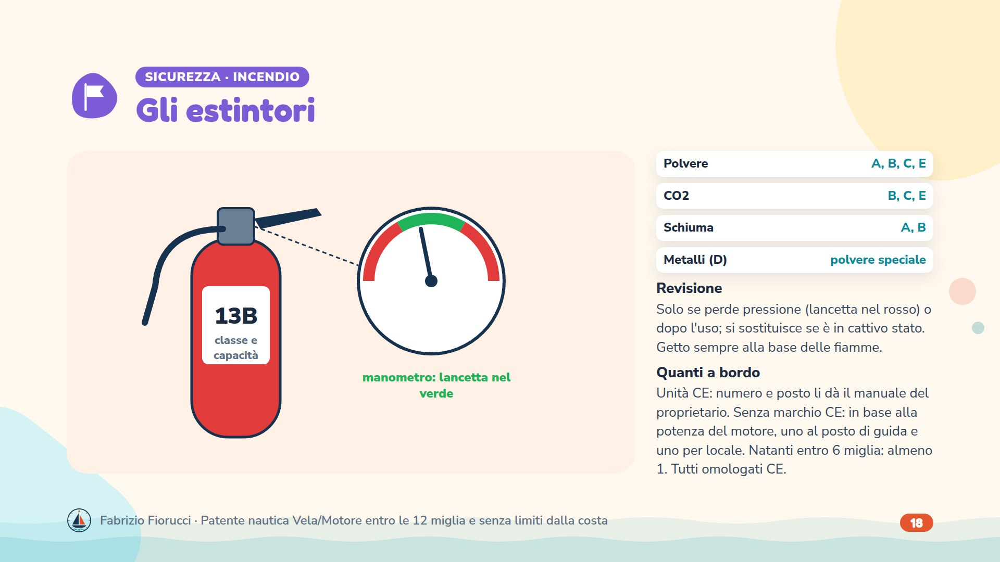 SICUREZZA · INCENDIO
Gli estintori
13B
classe e
capacità
manometro: lancetta nel
verde
Polvere A, B, C, E
CO2 B, C, E
Schiuma A, B
Metalli (D) polvere speciale
Revisione
Solo se perde pressione (lancetta nel rosso) o
dopo l'uso; si sostituisce se è in cattivo stato.
Getto sempre alla base delle fiamme.
Quanti a bordo
Unità CE: numero e posto li dà il manuale del
proprietario. Senza marchio CE: in base alla
potenza del motore, uno al posto di guida e
uno per locale. Natanti entro 6 miglia: almeno
1. Tutti omologati CE.
Fabrizio Fiorucci · Patente nautica Vela/Motore entro le 12 miglia e senza limiti dalla costa
18